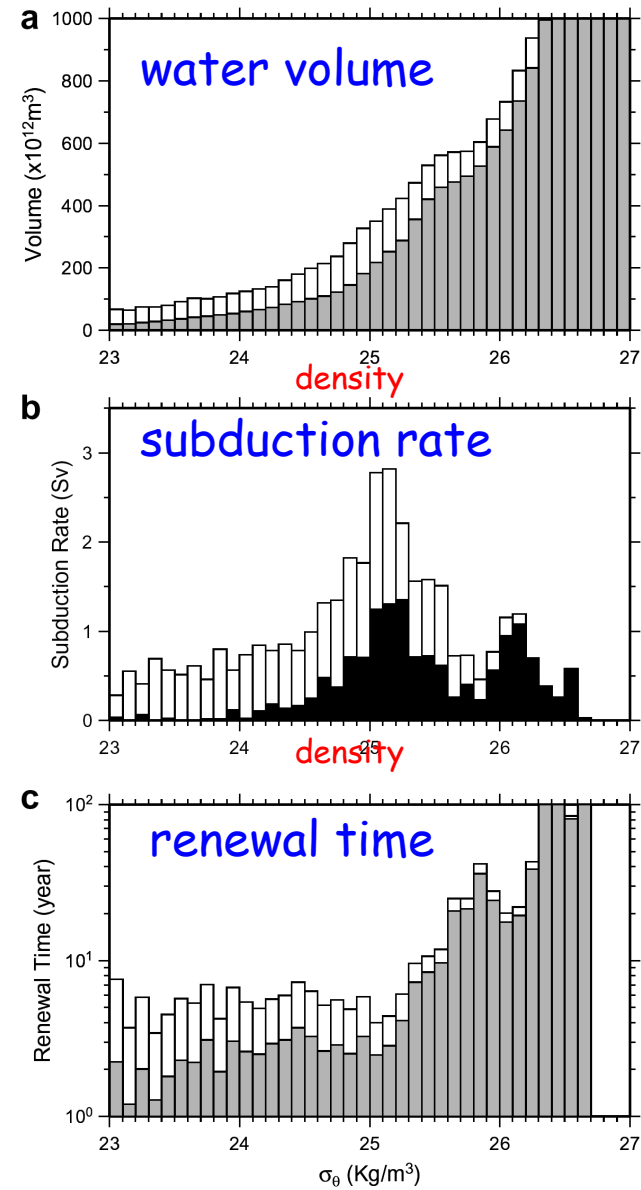 a
water volume
Volume (x10¹²m³)
1000
800
600
400
200
0
23 24 25 26 27
density
b
subduction rate
Subduction Rate (Sv)
3
2
1
0
23 24 25 26 27
density
c
renewal time
Renewal Time (year)
10²
10¹
10⁰
23 24 25 26 27
σθ (Kg/m³)